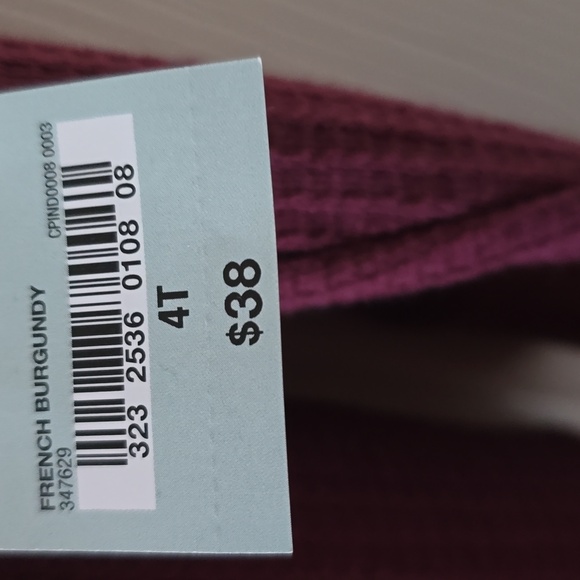 FRENCH BURGUNDY
347629 CPIND0008 0003
323 2536 0108 08
4T
$38